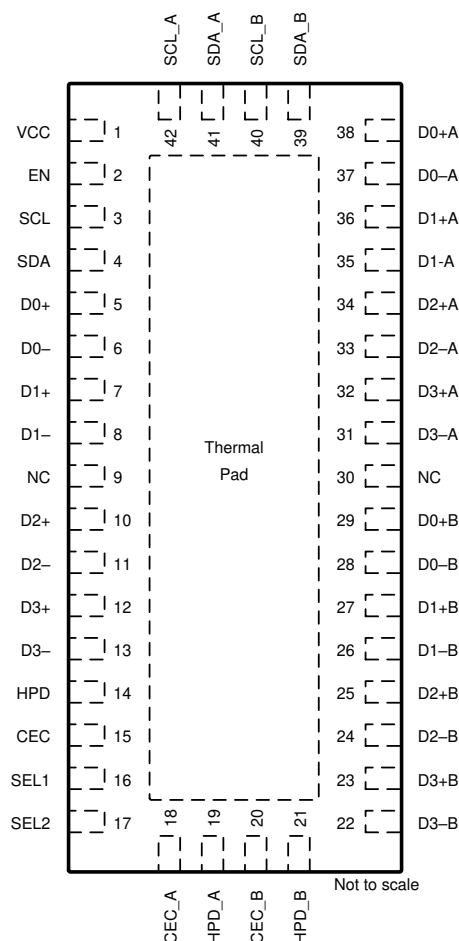 SCL_A SDA_A SCL_B SDA_B
42 41 40 39
VCC 1 38 D0+A
EN 2 37 D0–A
SCL 3 36 D1+A
SDA 4 35 D1-A
D0+ 5 34 D2+A
D0– 6 33 D2–A
D1+ 7 32 D3+A
D1– 8 31 D3–A
Thermal
Pad
NC 9 30 NC
D2+ 10 29 D0+B
D2– 11 28 D0–B
D3+ 12 27 D1+B
D3– 13 26 D1–B
HPD 14 25 D2+B
CEC 15 24 D2–B
SEL1 16 23 D3+B
SEL2 17 22 D3–B
18 19 20 21
CEC_A HPD_A CEC_B HPD_B
Not to scale